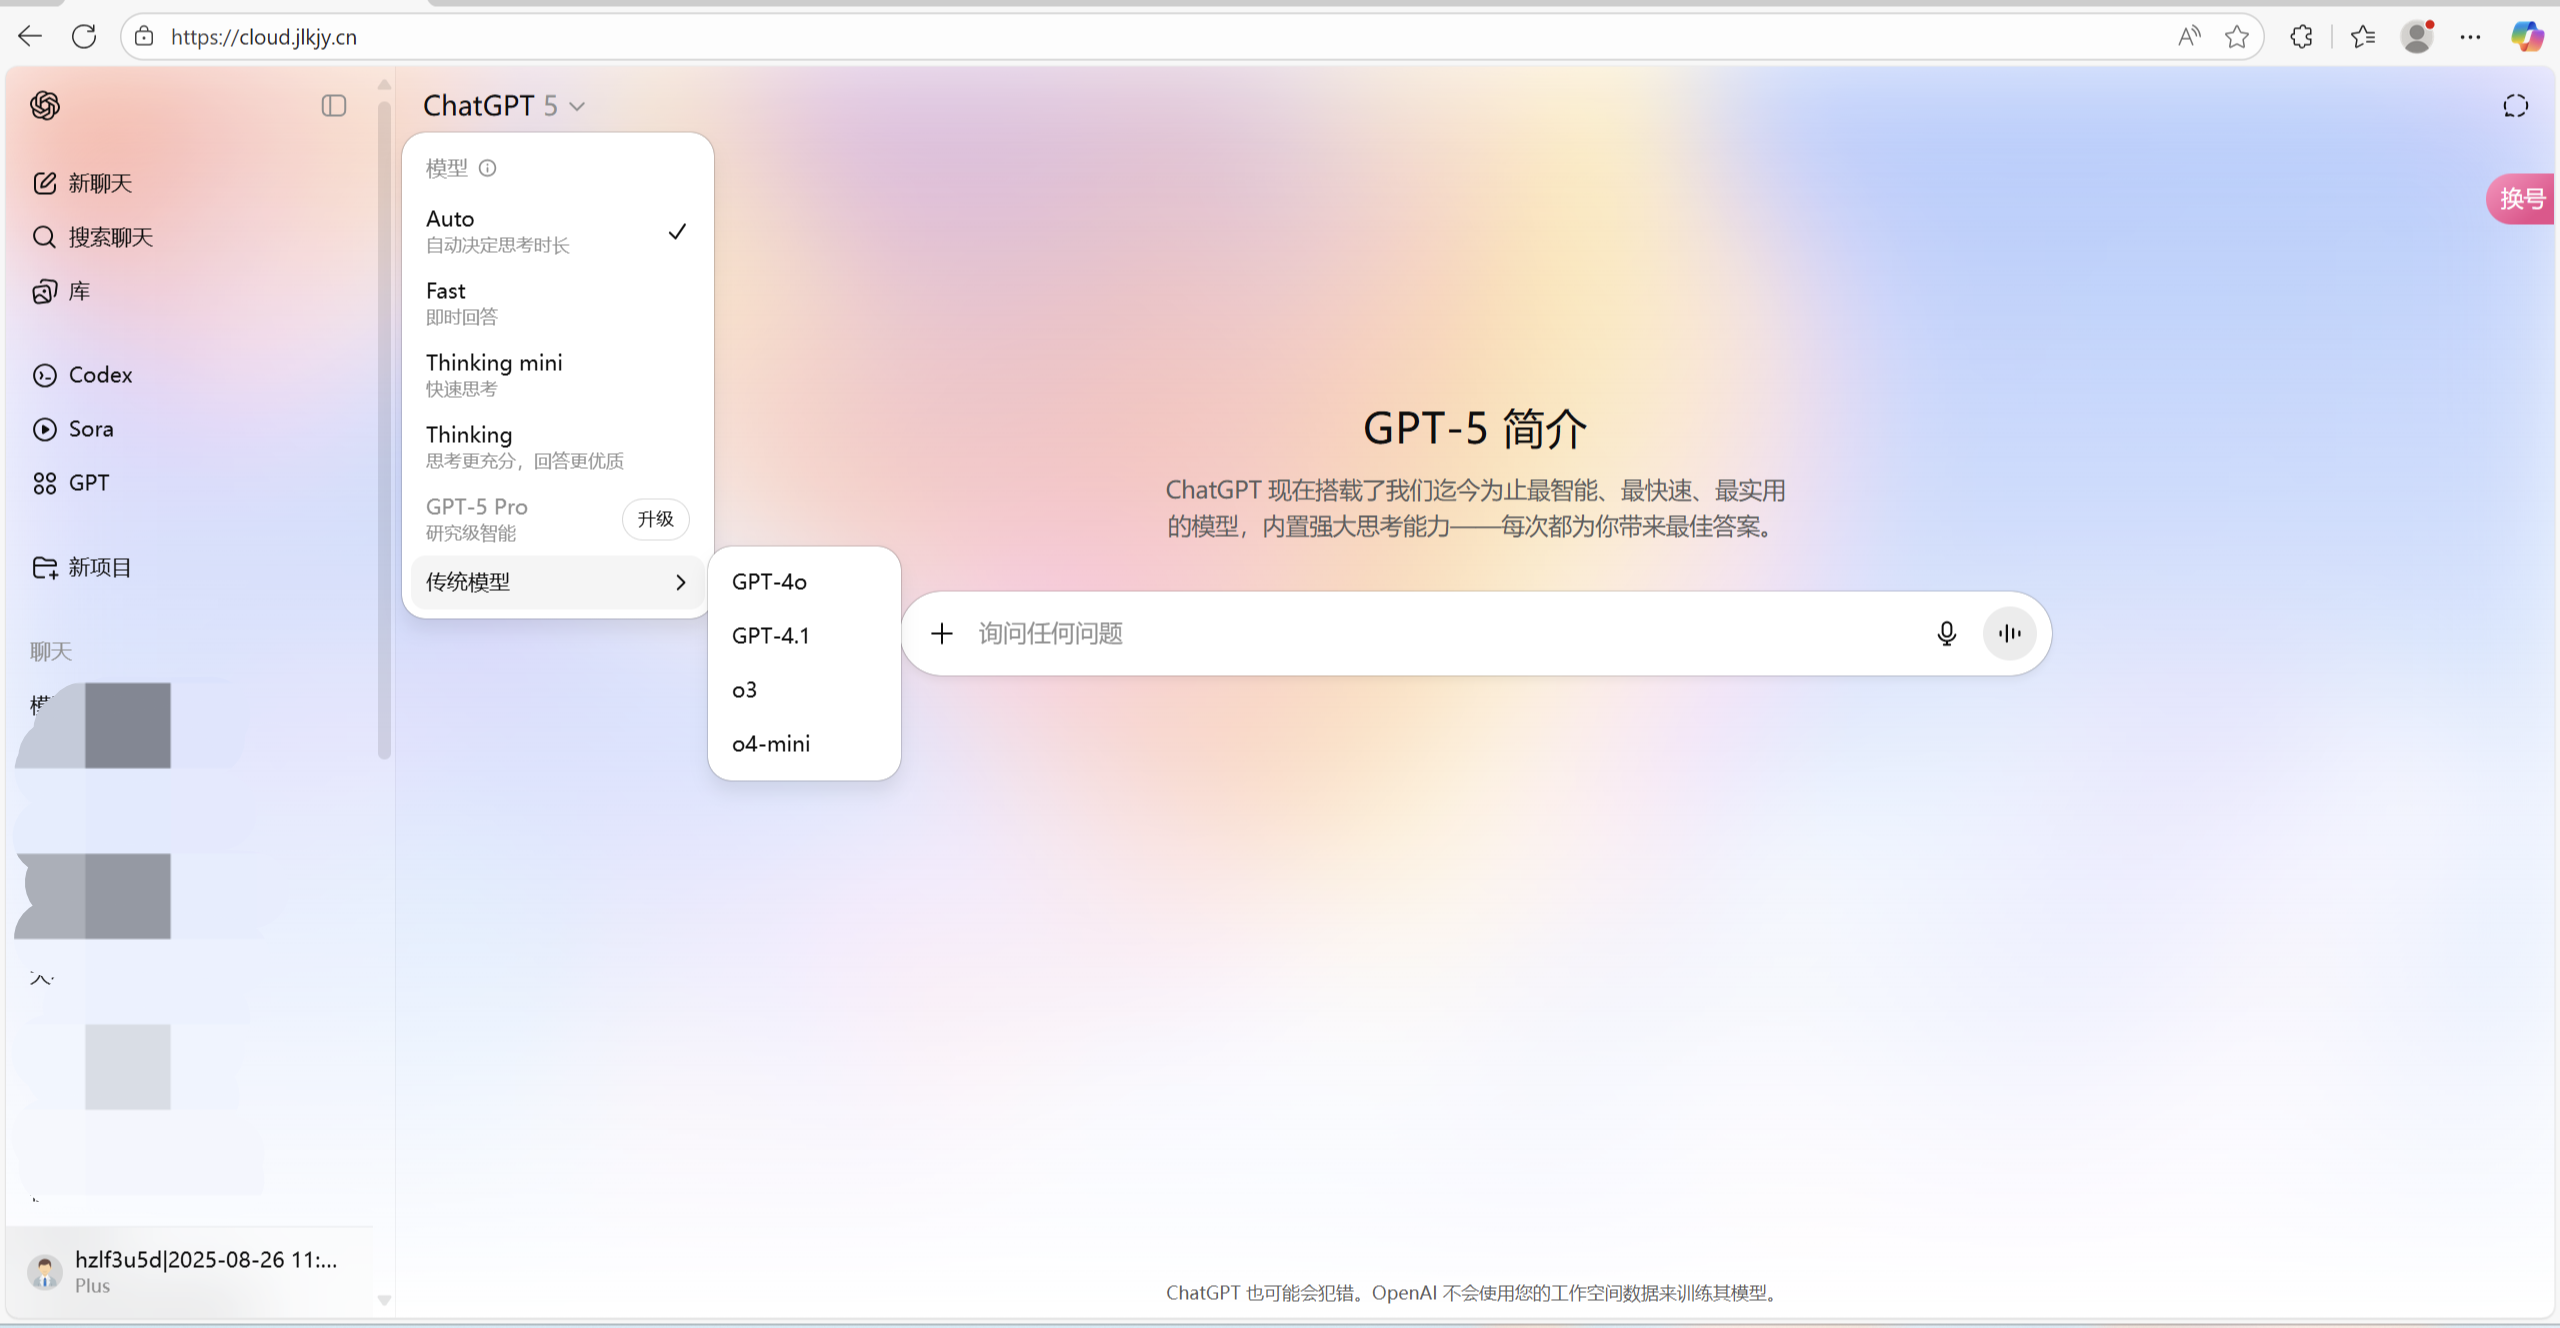 https://cloud.jlkjy.cn
新聊天
搜索聊天
库
Codex
Sora
GPT
新项目
聊天
hzlf3u5d|2025-08-26 11:...
Plus
ChatGPT 5
模型
Auto
自动决定思考时长
Fast
即时回答
Thinking mini
快速思考
Thinking
思考更充分，回答更优质
GPT-5 Pro
研究级智能
升级
传统模型
GPT-4o
GPT-4.1
o3
o4-mini
换号
GPT-5 简介
ChatGPT 现在搭载了我们迄今为止最智能、最快速、最实用
的模型，内置强大思考能力——每次都为你带来最佳答案。
询问任何问题
ChatGPT 也可能会犯错。OpenAI 不会使用您的工作空间数据来训练其模型。